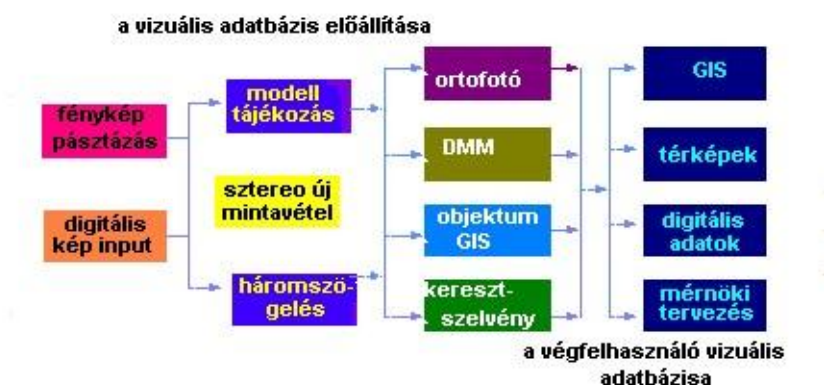 a vizuális adatbázis előállítása
fénykép
pásztázás
digitális
kép input
modell
tájékozás
sztereo új
mintavétel
háromszö-
gelés
ortofotó
DMM
objektum
GIS
kereszt-
szelvény
GIS
térképek
digitális
adatok
mérnöki
tervezés
a végfelhasználó vizuális
adatbázisa